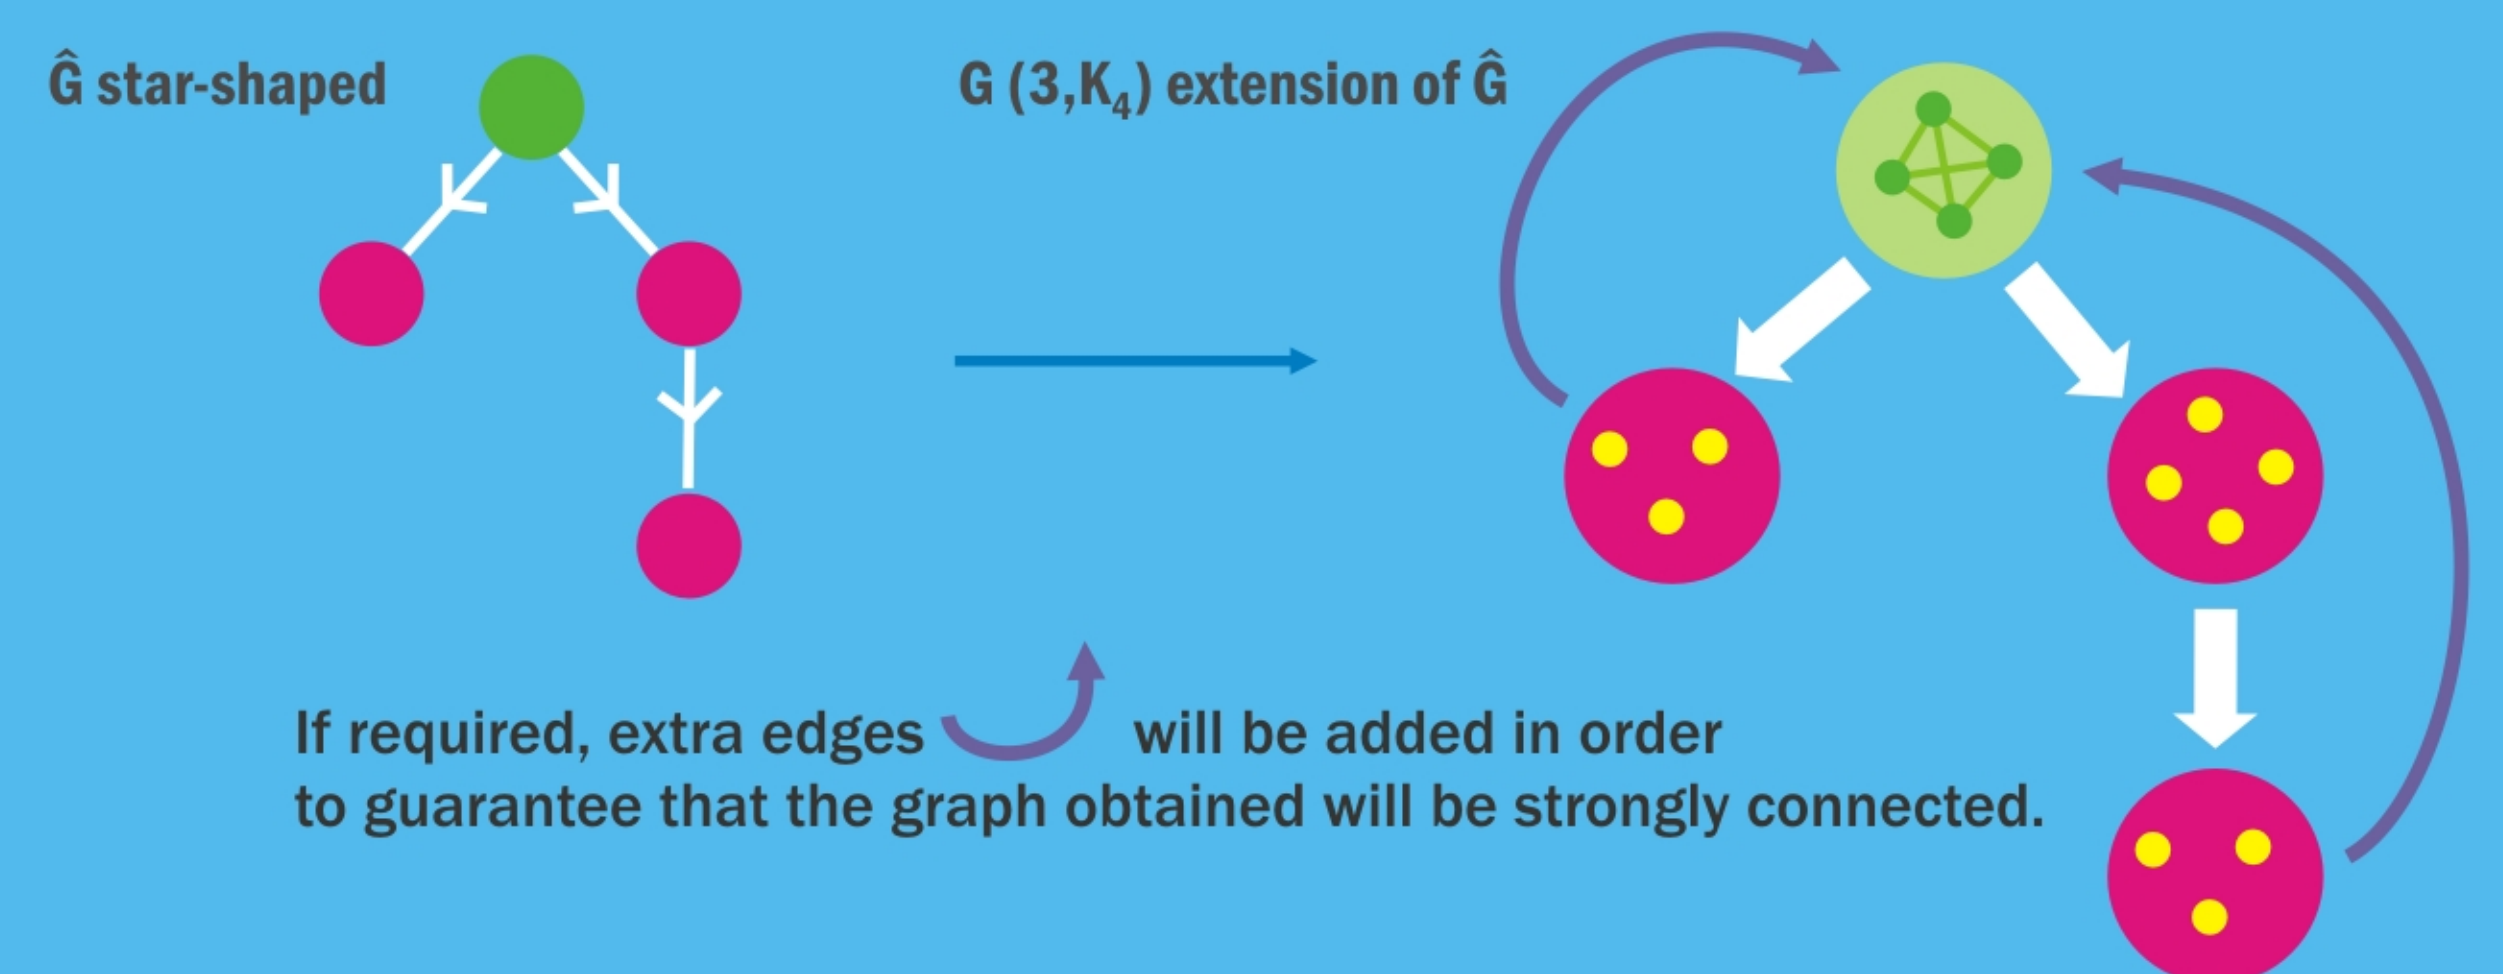 Ĝ star-shaped
G (3,K₄) extension of Ĝ
If required, extra edges will be added in order
to guarantee that the graph obtained will be strongly connected.